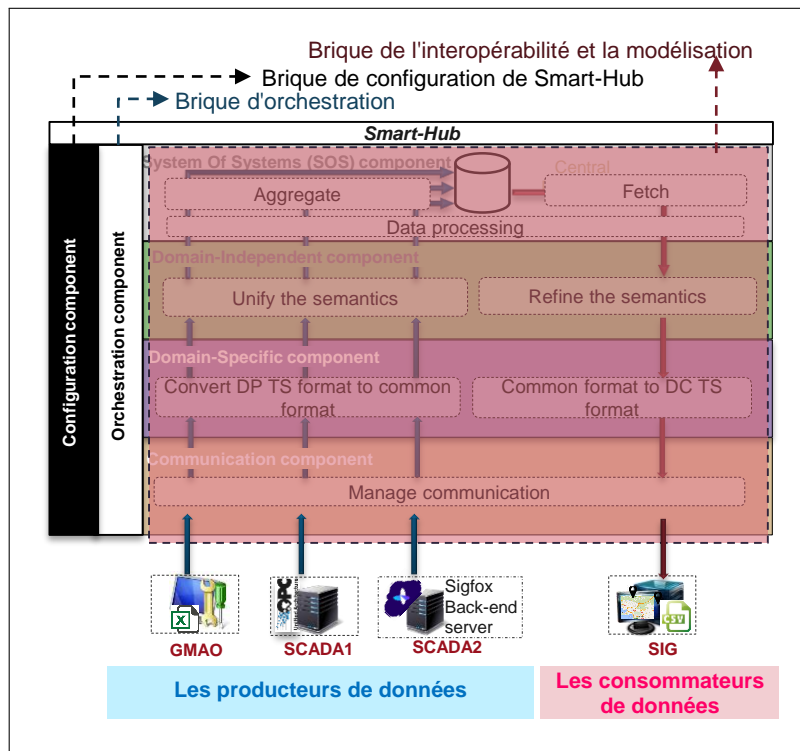 Brique de l'interopérabilité et la modélisation
Brique de configuration de Smart-Hub
Brique d'orchestration
Smart-Hub
Configuration component
Orchestration component
System Of Systems (SOS) component
Central
Aggregate
Fetch
Data processing
Domain-Independent component
Unify the semantics
Refine the semantics
Domain-Specific component
Convert DP TS format to common
format
Common format to DC TS
format
Communication component
Manage communication
OPC
Sigfox
Back-end
server
CSV
GMAO
SCADA1
SCADA2
SIG
Les producteurs de données
Les consommateurs
de données